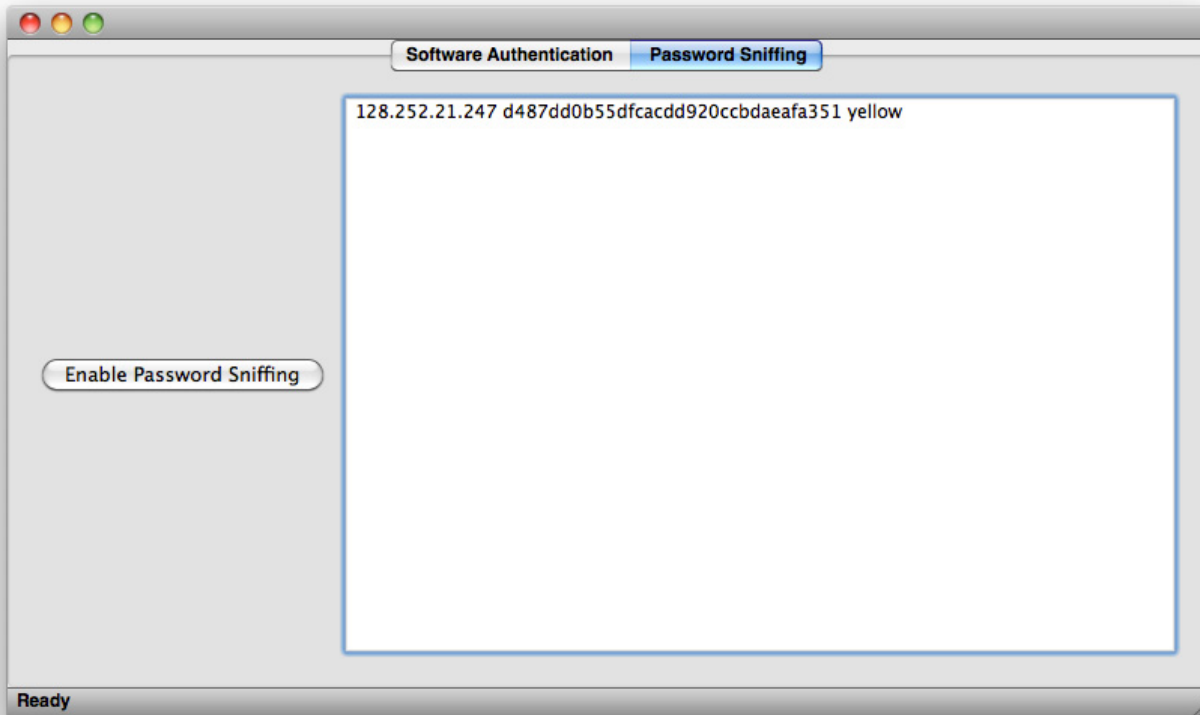 Software Authentication Password Sniffing
128.252.21.247 d487dd0b55dfcacdd920ccbdaeafa351 yellow
Enable Password Sniffing
Ready